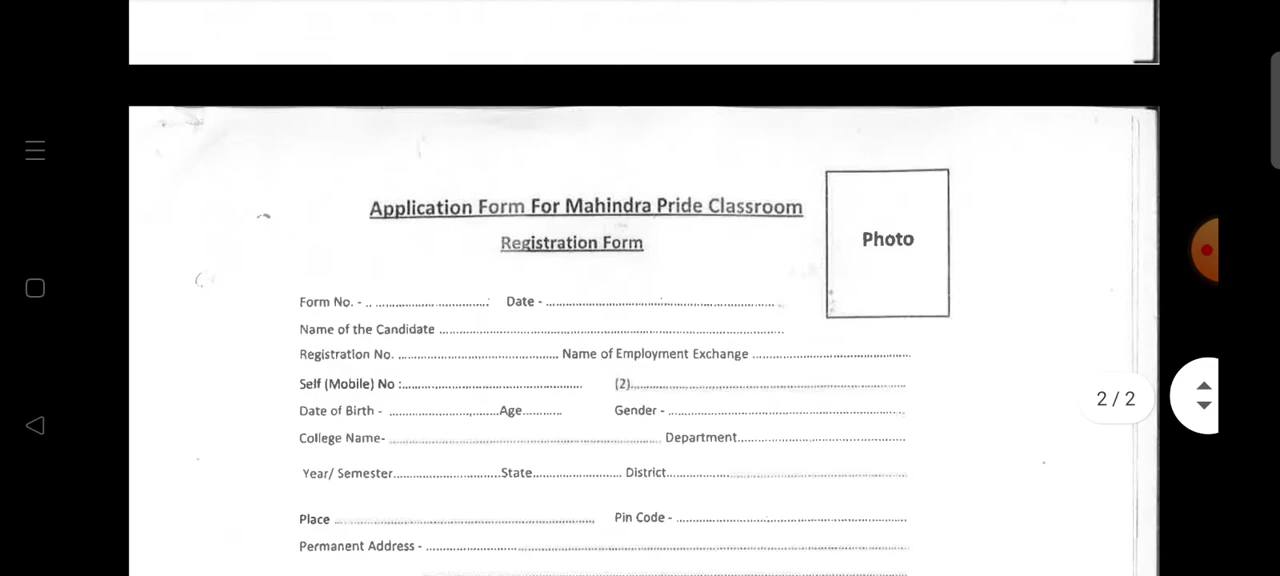 Application Form For Mahindra Pride Classroom
Registration Form
Photo
Form No. - .. ................................ Date - ................................................................
Name of the Candidate ................................................................................................
Registration No. ............................................. Name of Employment Exchange .............................................
Self (Mobile) No :.................................................. (2)..............................................................................
Date of Birth - ...............................Age........... Gender - ..................................................................
College Name- .............................................................................. Department...............................................
Year/ Semester..............................State......................... District....................................................................
2 / 2
Place ........................................................................ Pin Code - ................................................................
Permanent Address - ....................................................................................................................................